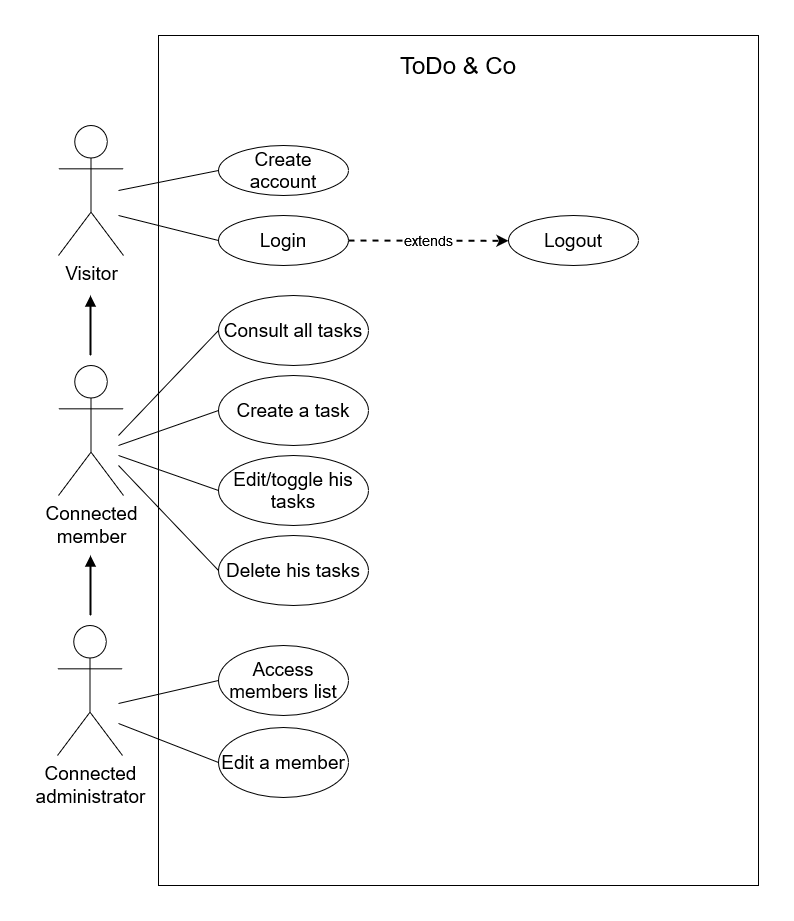 ToDo & Co
Create
account
Login
extends
Logout
Visitor
Consult all tasks
Create a task
Edit/toggle his
tasks
Connected
member
Delete his tasks
Access
members list
Edit a member
Connected
administrator